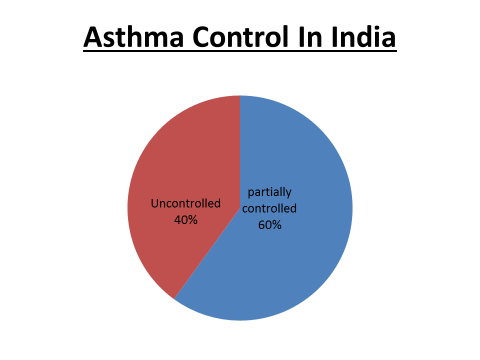 Asthma Control In India
partially
controlled
60%
Uncontrolled
40%